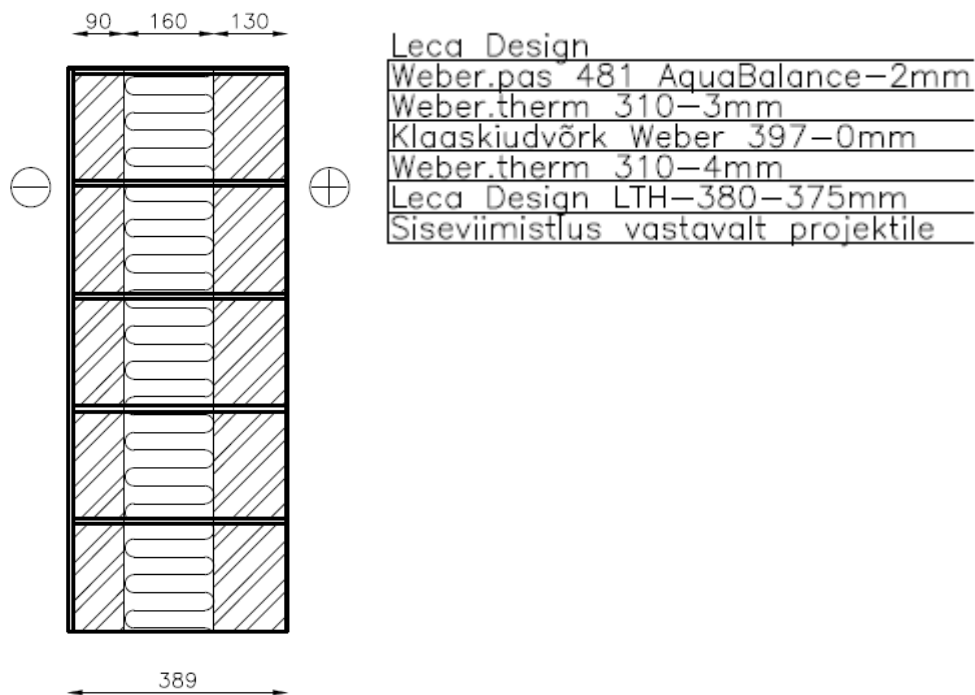 90 160 130
Leca Design
Weber.pas 481 AquaBalance-2mm
Weber.therm 310-3mm
Klaaskiudvõrk Weber 397-0mm
Weber.therm 310-4mm
Leca Design LTH-380-375mm
Siseviimistlus vastavalt projektile
389